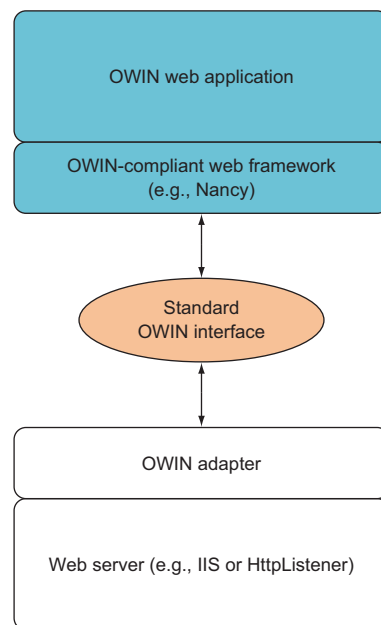 OWIN web application
OWIN-compliant web framework
(e.g., Nancy)
Standard
OWIN interface
OWIN adapter
Web server (e.g., IIS or HttpListener)